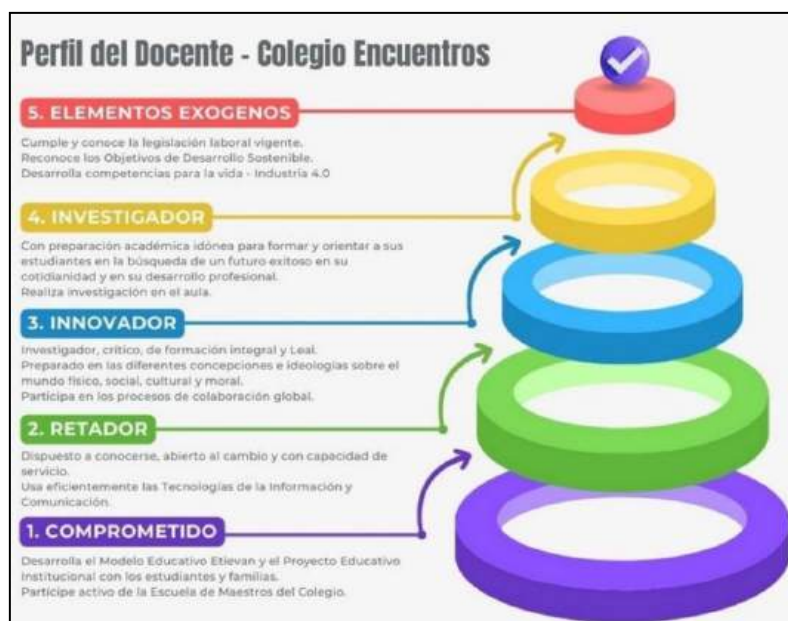 Perfil del Docente - Colegio Encuentros
5. ELEMENTOS EXOGENOS
Cumple y conoce la legislación laboral vigente.
Reconoce los Objetivos de Desarrollo Sostenible.
Desarrolla competencias para la vida - Industria 4.0
4. INVESTIGADOR
Con preparación académica idónea para formar y orientar a sus
estudiantes en la búsqueda de un futuro exitoso en su
cotidianidad y en su desarrollo profesional.
Realiza investigación en el aula.
3. INNOVADOR
Investigador, crítico, de formación integral y Leal.
Preparado en las diferentes concepciones e ideologías sobre el
mundo físico, social, cultural y moral.
Participa en los procesos de colaboración global.
2. RETADOR
Dispuesto a conocerse, abierto al cambio y con capacidad de
servicio.
Usa eficientemente las Tecnologías de la Información y
Comunicación.
1. COMPROMETIDO
Desarrolla el Modelo Educativo Etievan y el Proyecto Educativo
Institucional con los estudiantes y familias.
Participe activo de la Escuela de Maestros del Colegio.